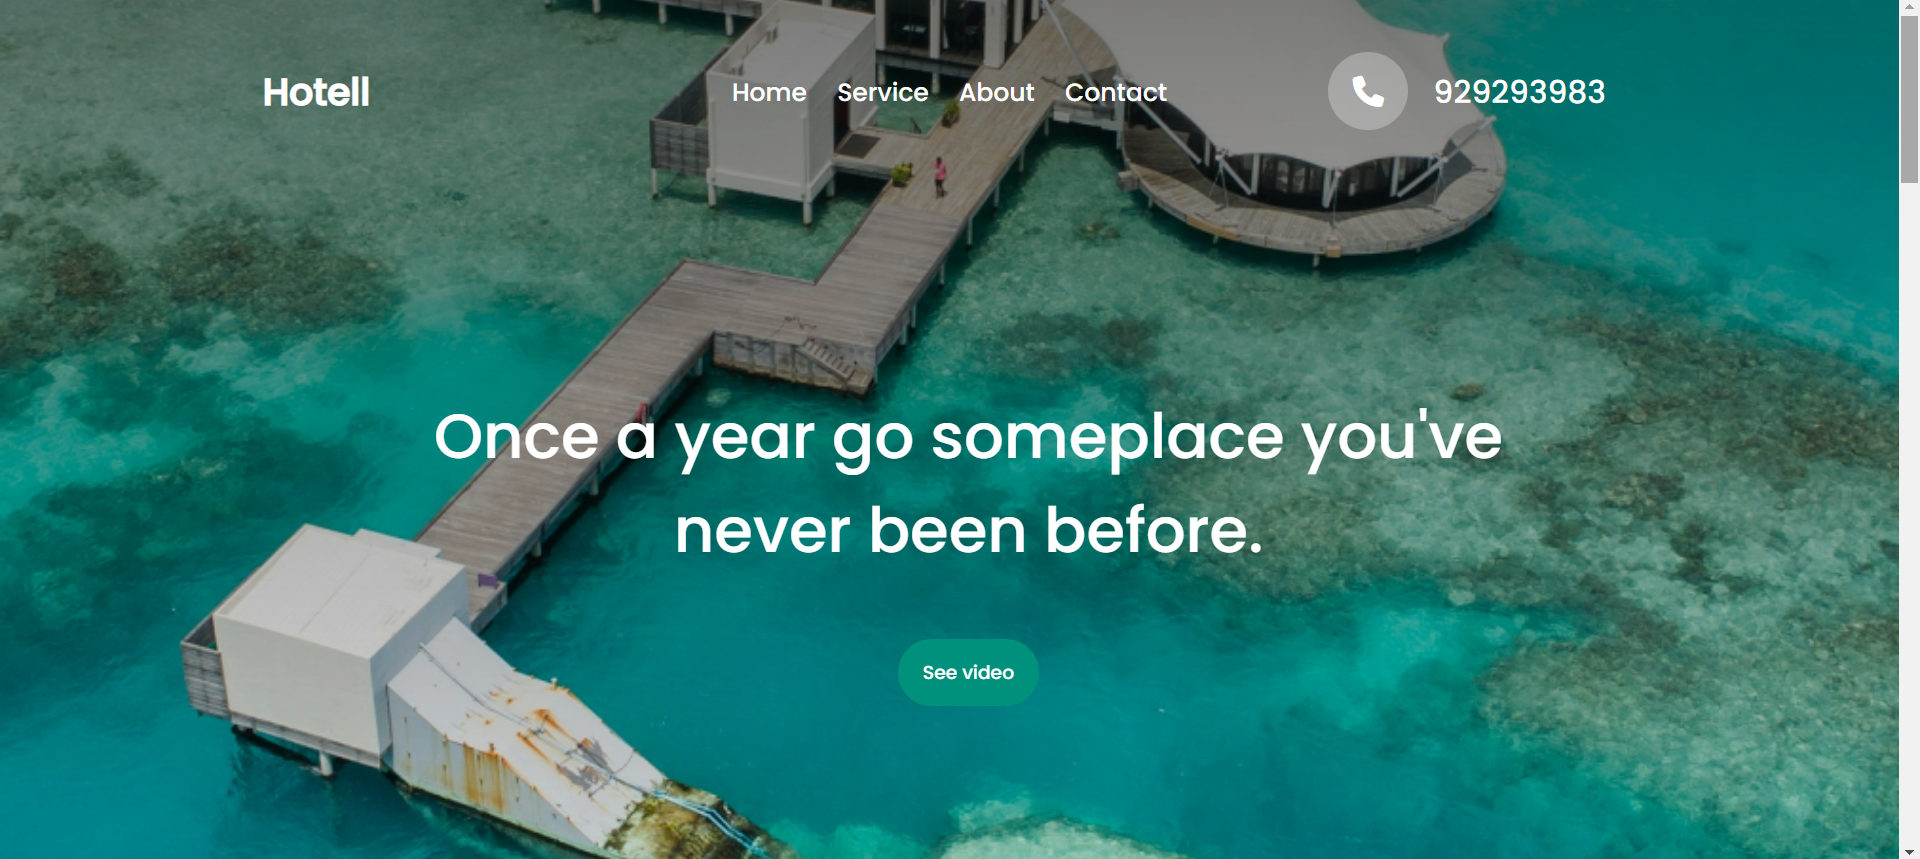 Hotell
Home Service About Contact
929293983
Once a year go someplace you've
never been before.
See video